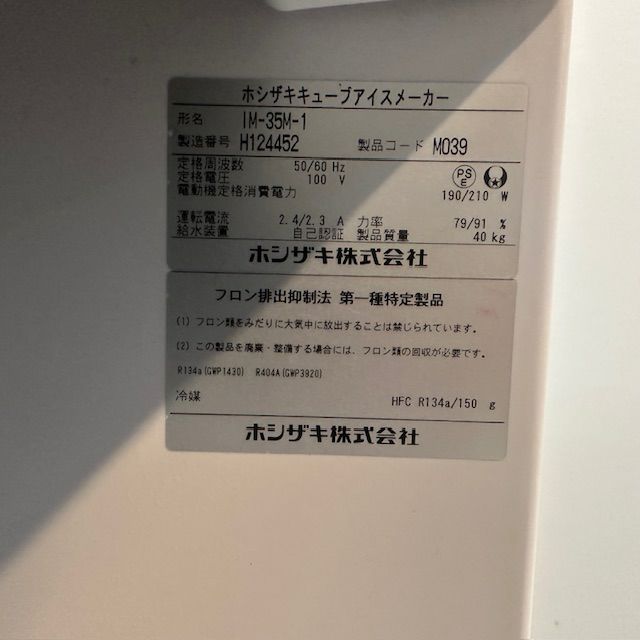 ホシザキキューブアイスメーカー
形名 IM-35M-1
製造番号 H124452 製品コード M039
定格周波数 50/60 Hz
定格電圧 100 V
PSE
電動機定格消費電力 190/210 W
運転電流 2.4/2.3 A 力率 79/91 %
給水装置 自己認証 製品質量 40 kg
ホシザキ株式会社
フロン排出抑制法 第一種特定製品
(1) フロン類をみだりに大気中に放出することは禁じられています。
(2) この製品を廃棄・整備する場合には、フロン類の回収が必要です。
R134a(GWP1430) R404A(GWP3920)
冷媒 HFC R134a/150 g
ホシザキ株式会社